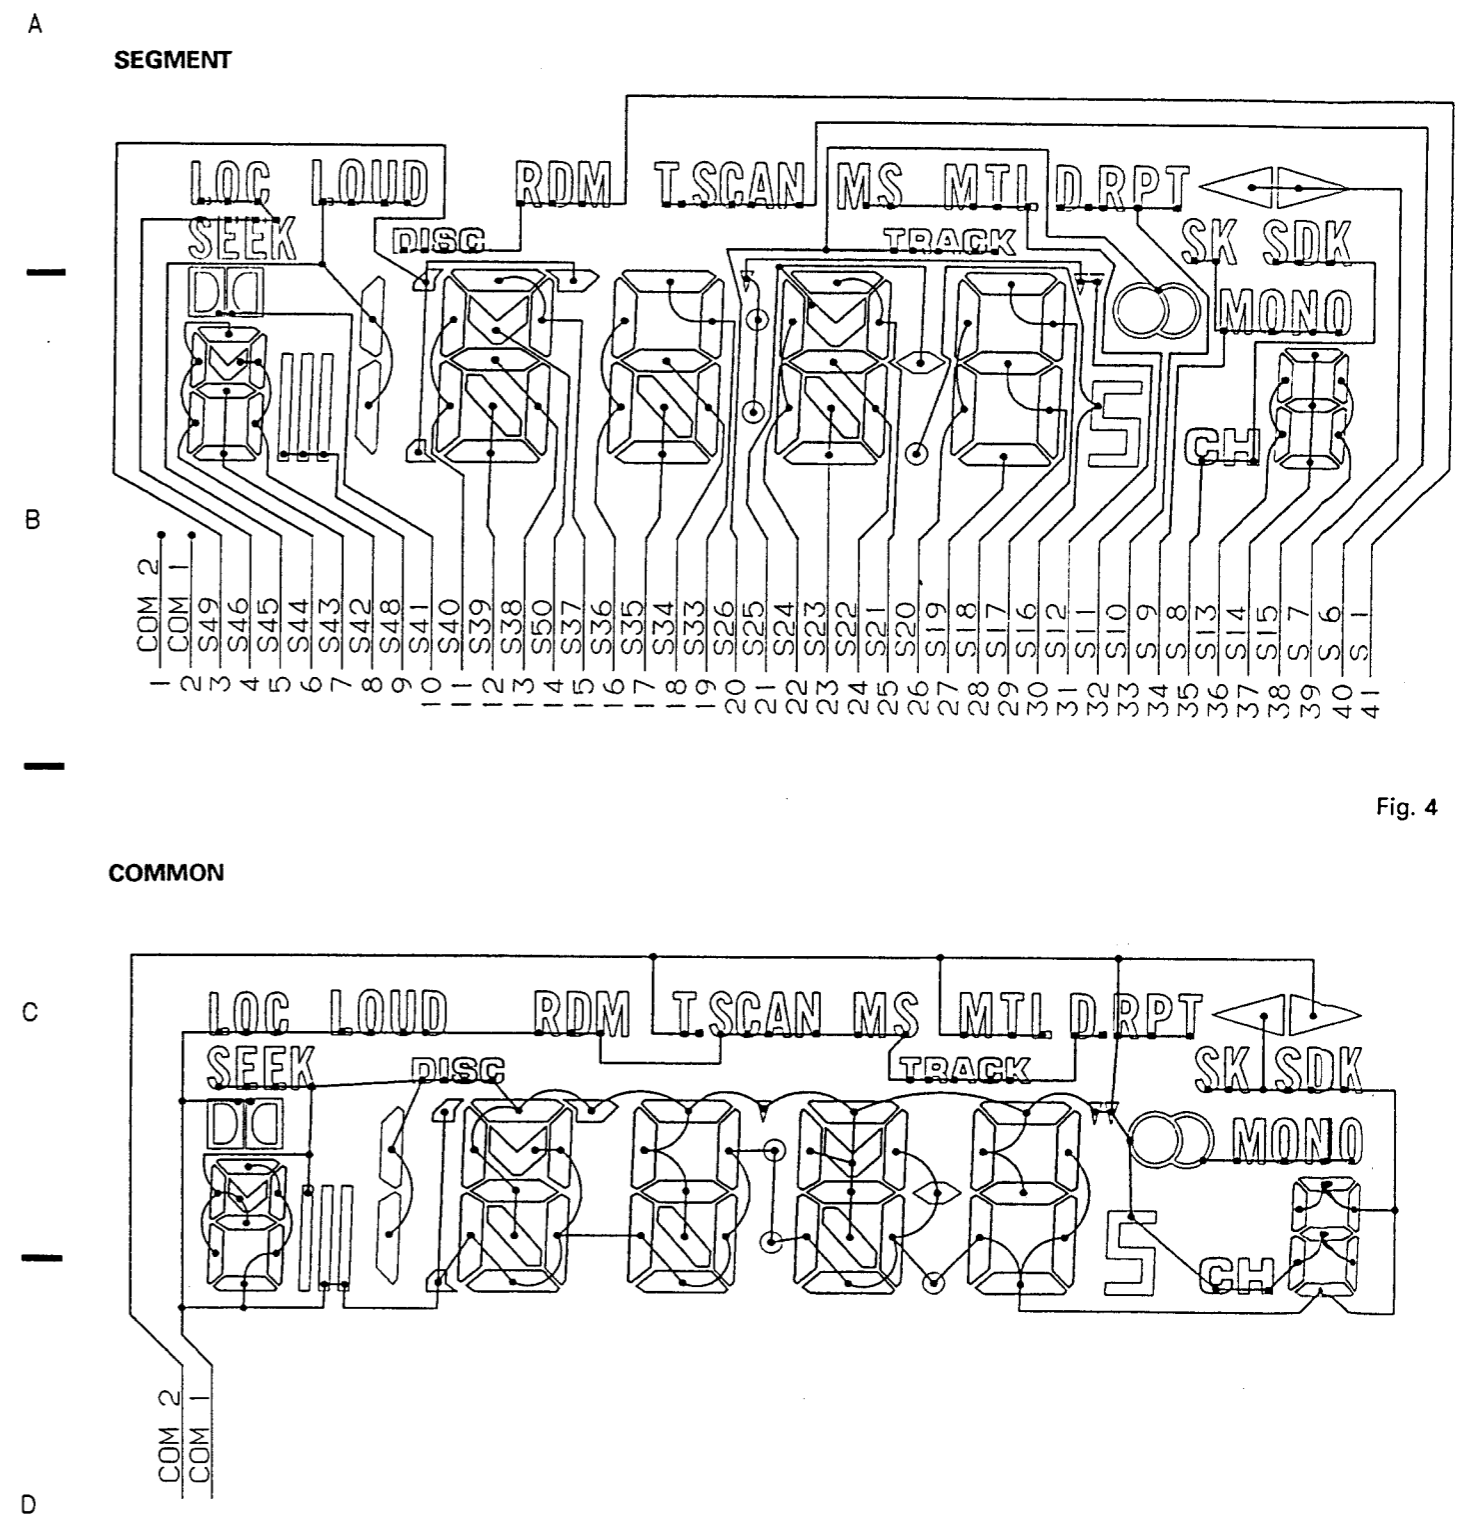 A
SEGMENT
LOC LOUD RDM T.SCAN MS MTL D.RPT
SEEK DISC TRACK SK SDK
MONO
CH
B
COM 2 COM 1 S49 S46 S45 S44 S43 S42 S48 S41 S40 S39 S38 S50 S37 S36 S35 S34 S33 S26 S25 S24 S23 S22 S21 S20 S19 S18 S17 S16 S12 S11 S10 S 9 S 8 S13 S14 S15 S 7 S 6 S 1
1 2 3 4 5 6 7 8 9 10 11 12 13 14 15 16 17 18 19 20 21 22 23 24 25 26 27 28 29 30 31 32 33 34 35 36 37 38 39 40 41
Fig. 4
COMMON
C
LOC LOUD RDM T.SCAN MS MTL D.RPT
SEEK DISC TRACK SK SDK
MONO
CH
COM 2 COM 1
D